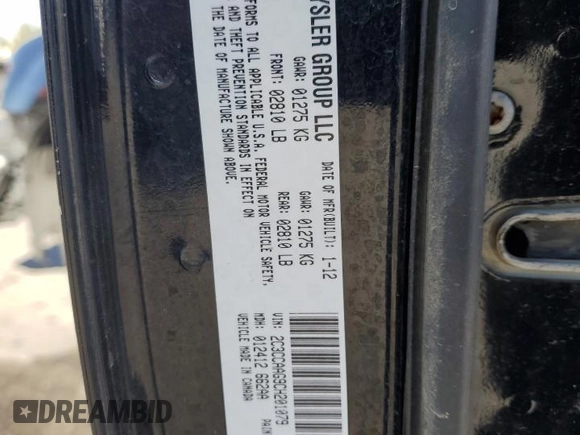 YSLER GROUP LLC
DATE OF MFR(BUILT): 1-12
GAWR: 01275 KG
GAWR: 01275 KG
FRONT: 02810 LB
REAR: 02810 LB
FORMS TO ALL APPLICABLE U.S.A. FEDERAL MOTOR VEHICLE SAFETY,
AND THEFT PREVENTION STANDARDS IN EFFECT ON
THE DATE OF MANUFACTURE SHOWN ABOVE.
VIN: 2C3CCAAG9CH201079
MDH: 012412 662AA
VEHICLE MADE IN CANADA
PAIN
DREAMBID